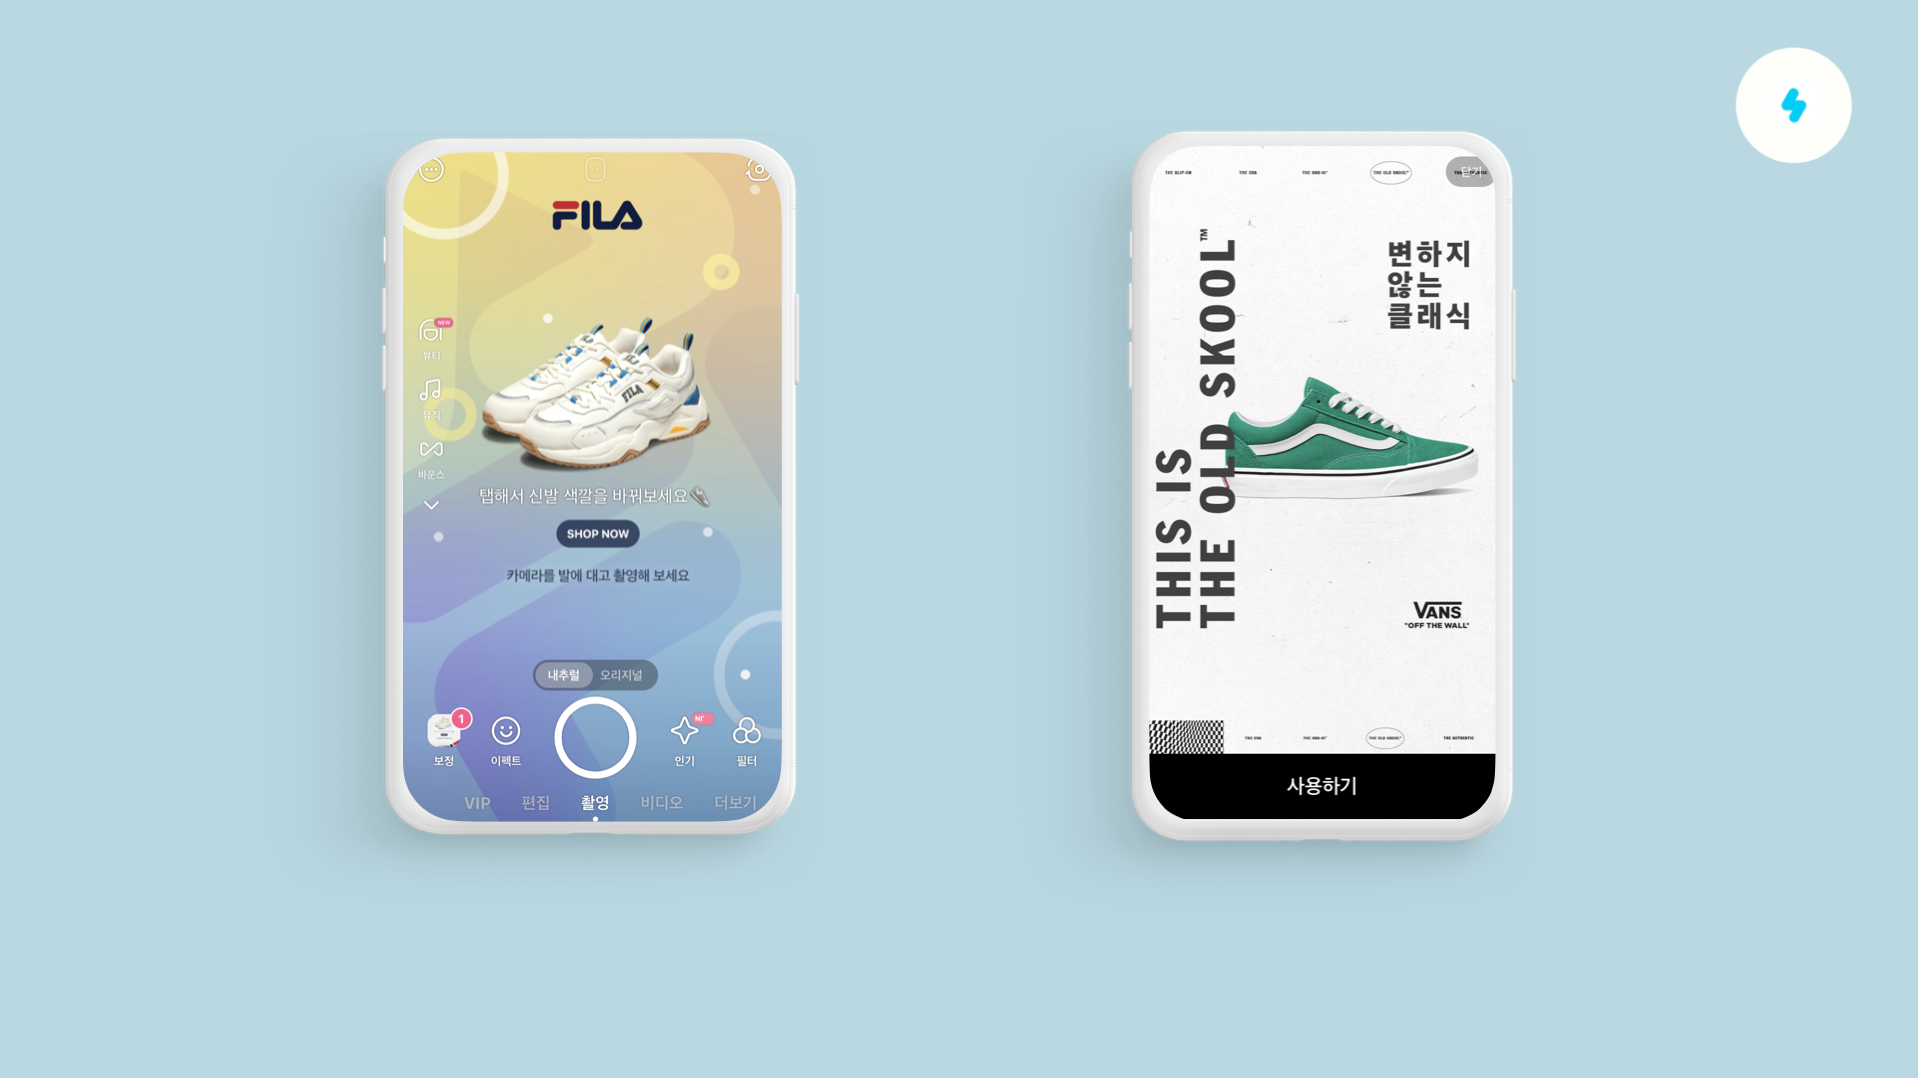 FILA
NEW
뷰티
뮤직
바운스
FILA
탭해서 신발 색깔을 바꿔보세요
SHOP NOW
카메라를 발에 대고 촬영해 보세요
내추럴 오리지널
1
보정 이펙트 인기 필터
VIP 편집 촬영 비디오 더보기
THE SLIP-ON THE ERA THE SK8-HI™ THE OLD SKOOL™
닫기
변하지
않는
클래식
THIS IS
THE OLD SKOOL™
VANS
"OFF THE WALL"
THE ERA THE SK8-HI™ THE OLD SKOOL™ THE AUTHENTIC
사용하기